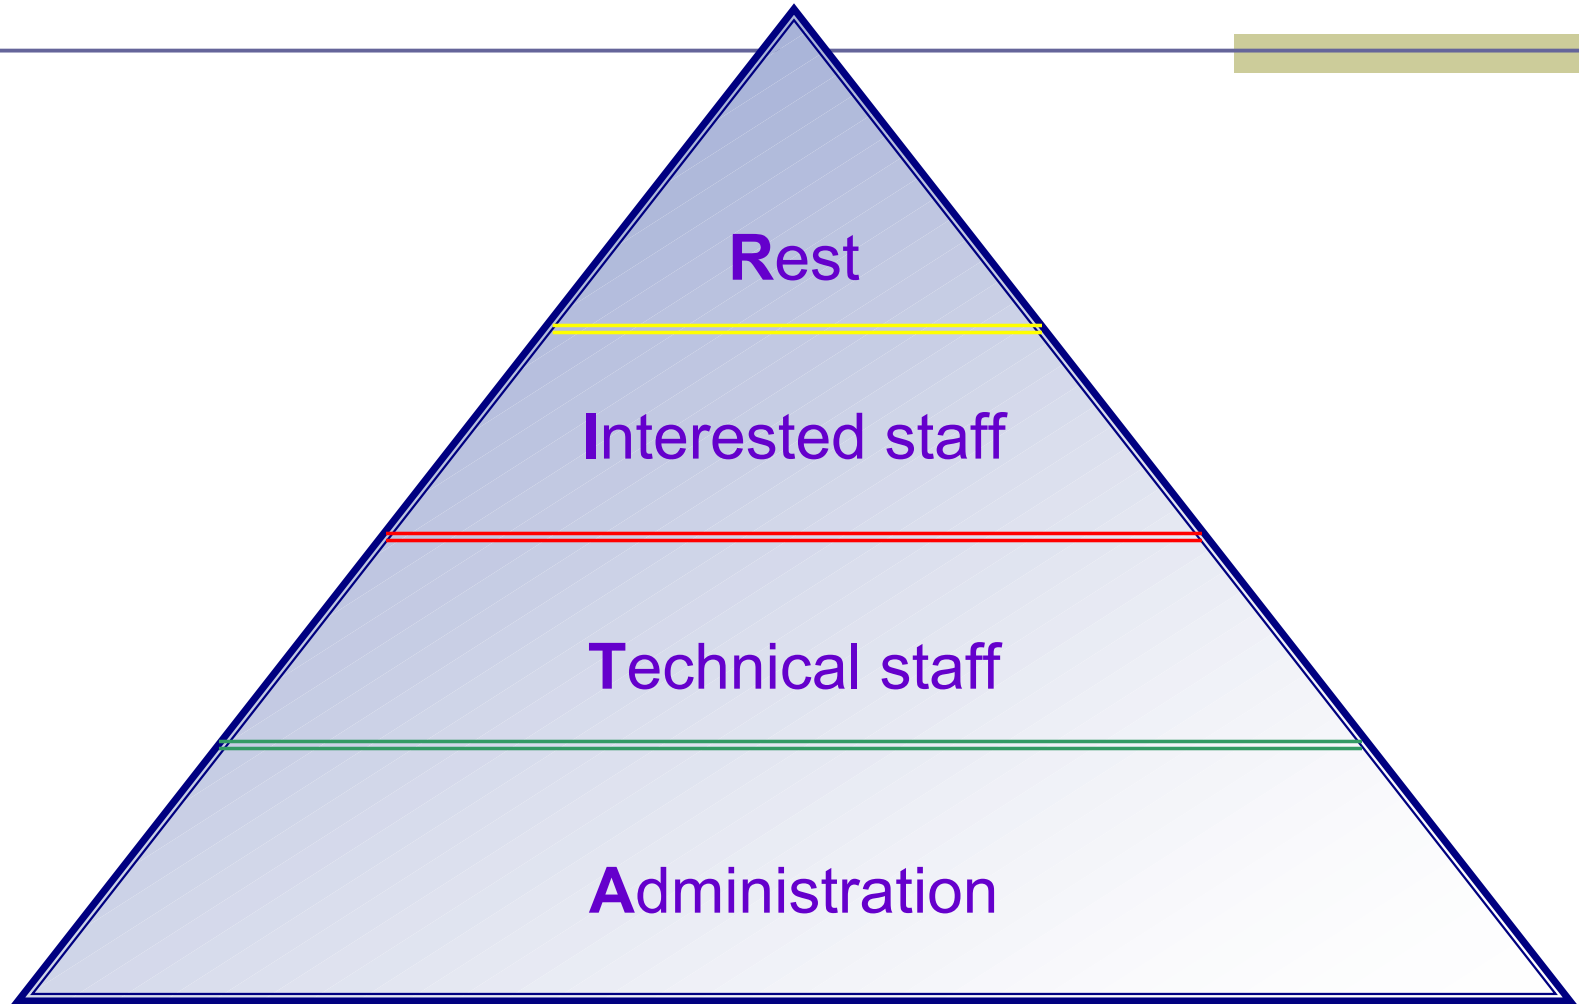 Rest
Interested staff
Technical staff
Administration